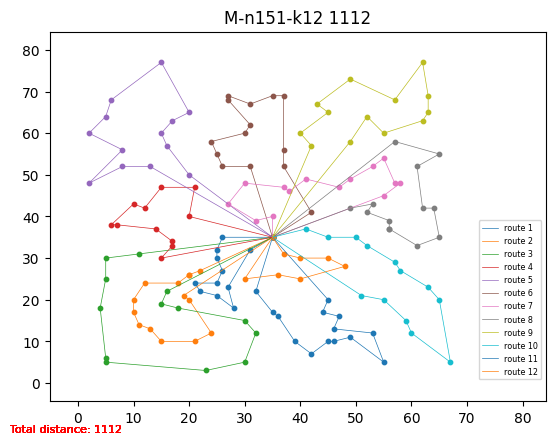 M-n151-k12 1112
80
70
60
50
40
30
20
10
0
route 1
route 2
route 3
route 4
route 5
route 6
route 7
route 8
route 9
route 10
route 11
route 12
0 10 20 30 40 50 60 70 80
Total distance: 1112